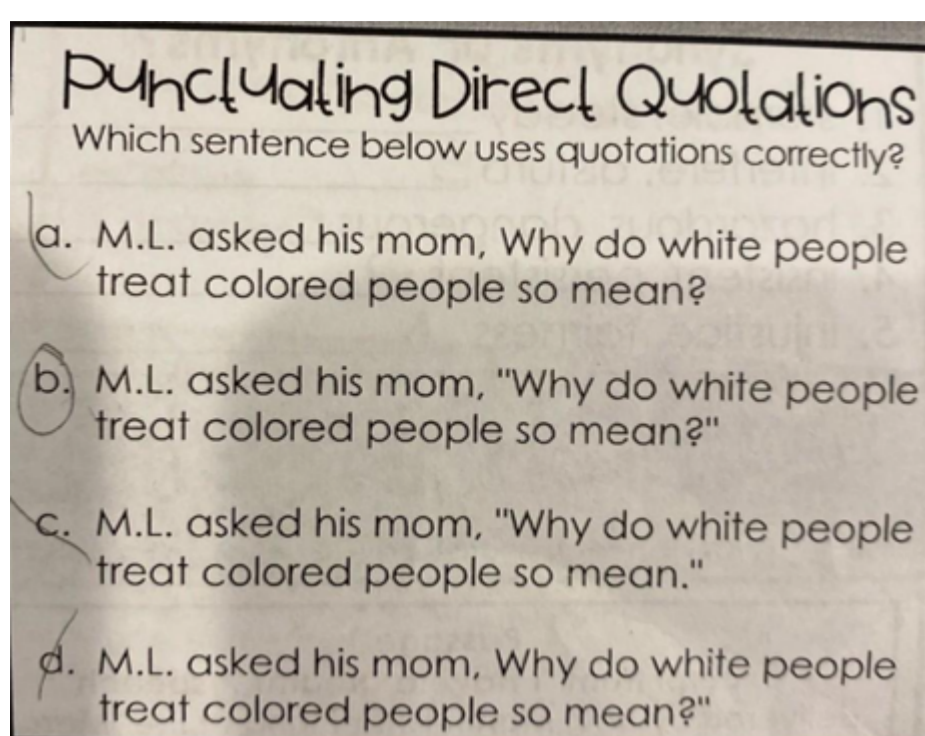 Punctuating Direct Quotations
Which sentence below uses quotations correctly?
a. M.L. asked his mom, Why do white people
treat colored people so mean?
b. M.L. asked his mom, "Why do white people
treat colored people so mean?"
c. M.L. asked his mom, "Why do white people
treat colored people so mean."
d. M.L. asked his mom, Why do white people
treat colored people so mean?"